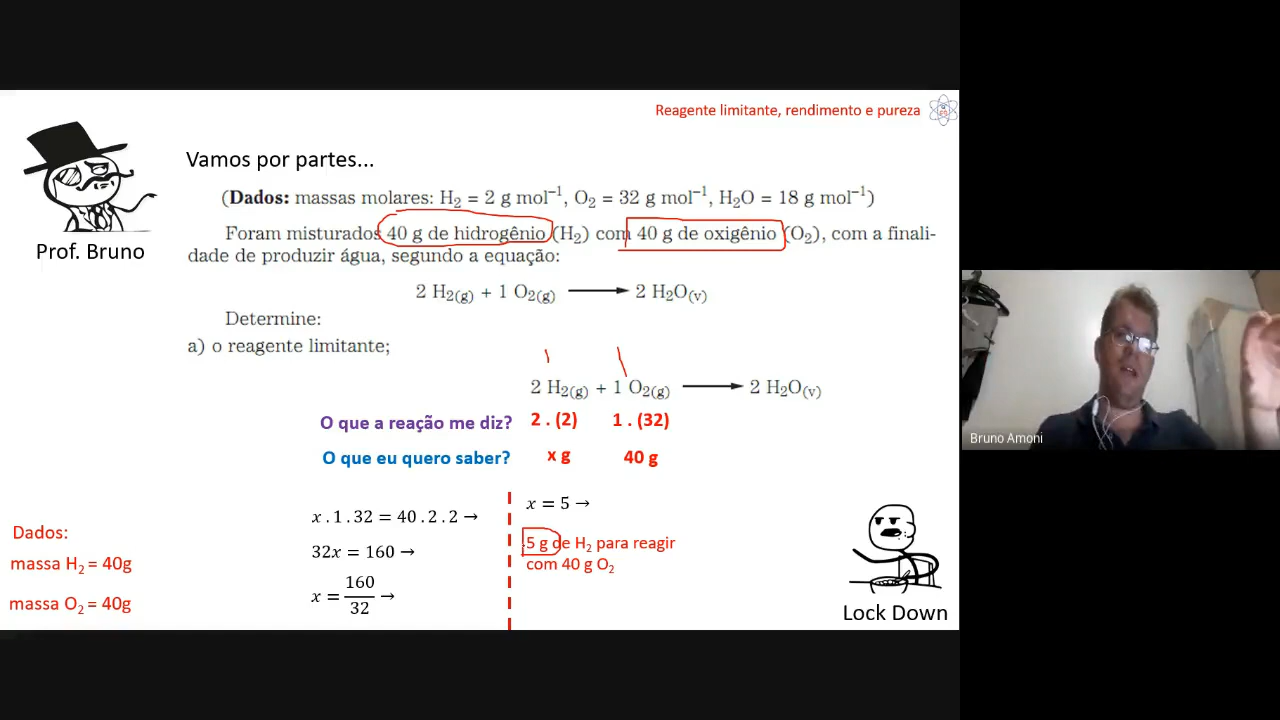 Reagente limitante, rendimento e pureza
Vamos por partes...
(Dados: massas molares: H₂ = 2 g mol⁻¹, O₂ = 32 g mol⁻¹, H₂O = 18 g mol⁻¹)
Prof. Bruno
Foram misturados 40 g de hidrogênio (H₂) com 40 g de oxigênio (O₂), com a finali-
dade de produzir água, segundo a equação:
2 H₂(g) + 1 O₂(g) ⟶ 2 H₂O(v)
Determine:
a) o reagente limitante;
2 H₂(g) + 1 O₂(g) ⟶ 2 H₂O(v)
O que a reação me diz? 2 . (2) 1 . (32)
O que eu quero saber? x g 40 g
Dados:
massa H₂ = 40g
massa O₂ = 40g
x . 1 . 32 = 40 . 2 . 2 →
32x = 160 →
x = 160/32 →
x = 5 →
5 g de H₂ para reagir
com 40 g O₂
Lock Down
Bruno Amoni